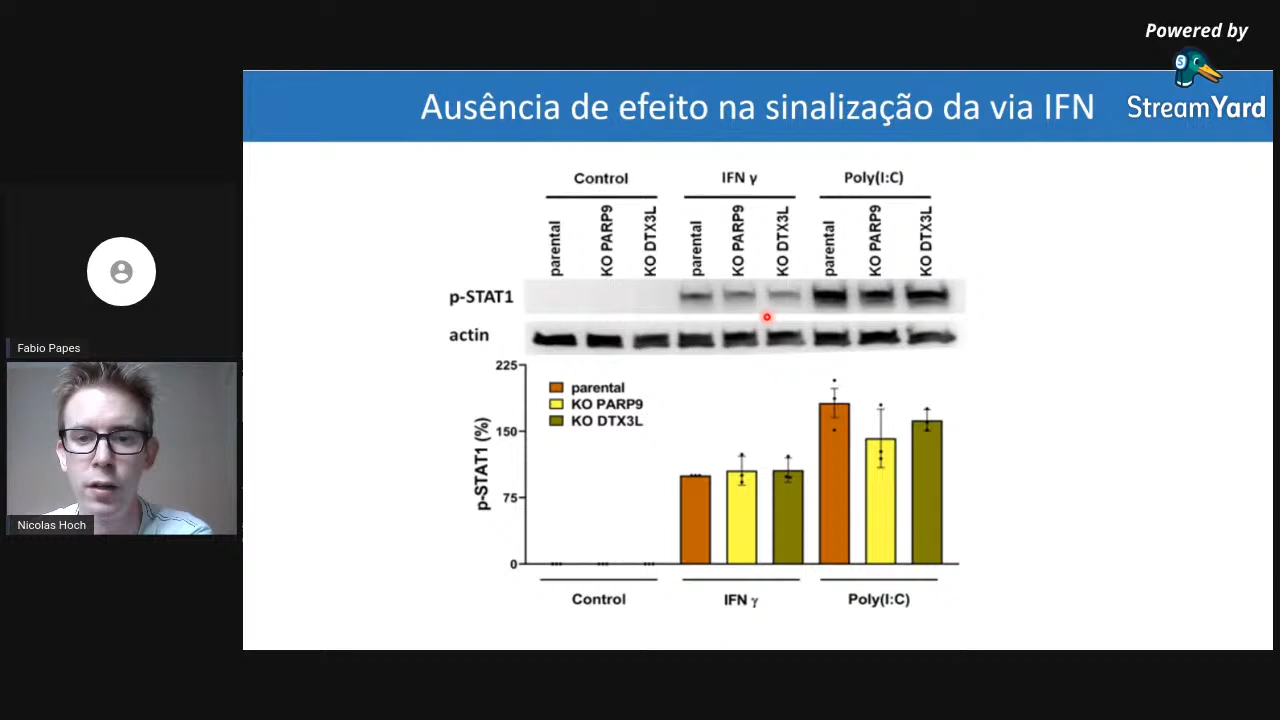 Powered by
StreamYard
Ausência de efeito na sinalização da via IFN
Control
IFN γ
Poly(I:C)
parental
KO PARP9
KO DTX3L
parental
KO PARP9
KO DTX3L
parental
KO PARP9
KO DTX3L
p-STAT1
actin
225
150
75
0
p-STAT1 (%)
parental
KO PARP9
KO DTX3L
Control
IFN γ
Poly(I:C)
Fabio Papes
Nicolas Hoch